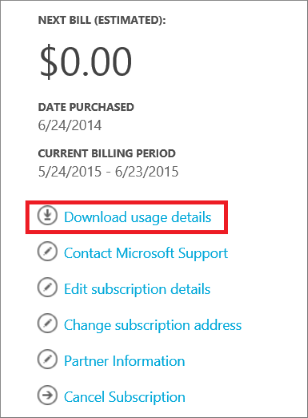 NEXT BILL (ESTIMATED):
$0.00
DATE PURCHASED
6/24/2014
CURRENT BILLING PERIOD
5/24/2015 - 6/23/2015
Download usage details
Contact Microsoft Support
Edit subscription details
Change subscription address
Partner Information
Cancel Subscription